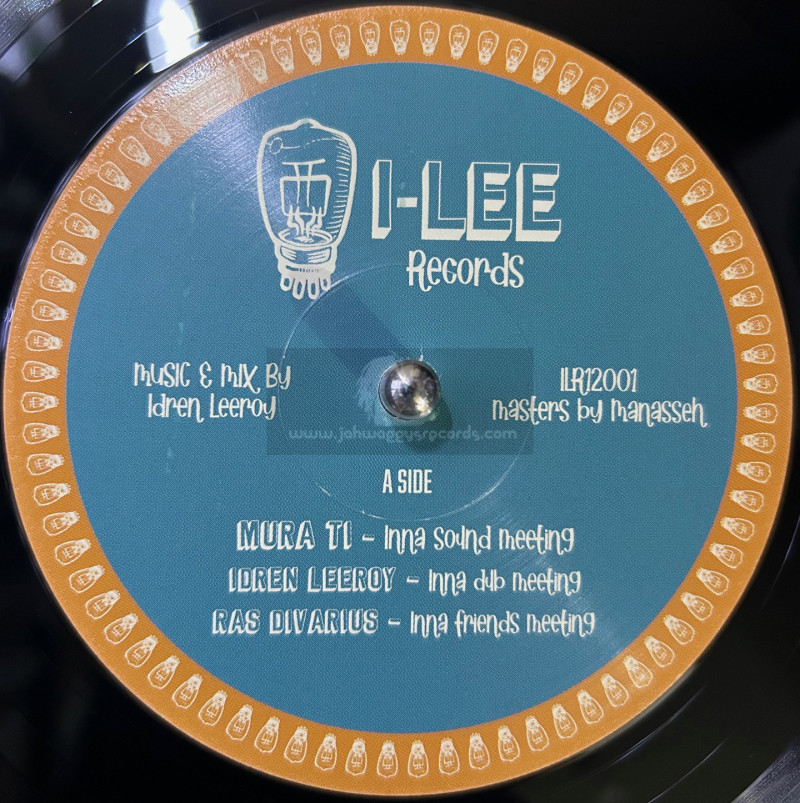 I-LEE
Records
Music & Mix By
Idren Leeroy
ILR12001
Masters by Manasseh
www.jahwaggysrecords.com
A SIDE
MURA TI - Inna sound meeting
IDREN LEEROY - Inna dub meeting
RAS DIVARIUS - Inna friends meeting